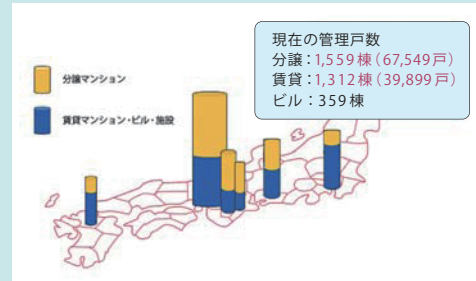 現在の管理戸数
分譲：1,559棟（67,549戸）
賃貸：1,312棟（39,899戸）
ビル：359棟
分譲マンション
賃貸マンション・ビル・施設